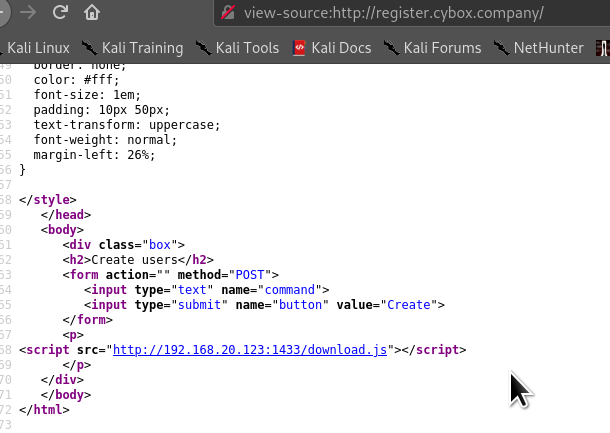 view-source:http://register.cybox.company/
Kali Linux Kali Training Kali Tools Kali Docs Kali Forums NetHunter
49 border: none;
50 color: #fff;
51 font-size: 1em;
52 padding: 10px 50px;
53 text-transform: uppercase;
54 font-weight: normal;
55 margin-left: 26%;
56 }
57
58 </style>
59 </head>
60 <body>
61 <div class="box">
62 <h2>Create users</h2>
63 <form action="" method="POST">
64 <input type="text" name="command">
65 <input type="submit" name="button" value="Create">
66 </form>
67 <p>
68 <script src="http://192.168.20.123:1433/download.js"></script>
69 </p>
70 </div>
71 </body>
72 </html>
73